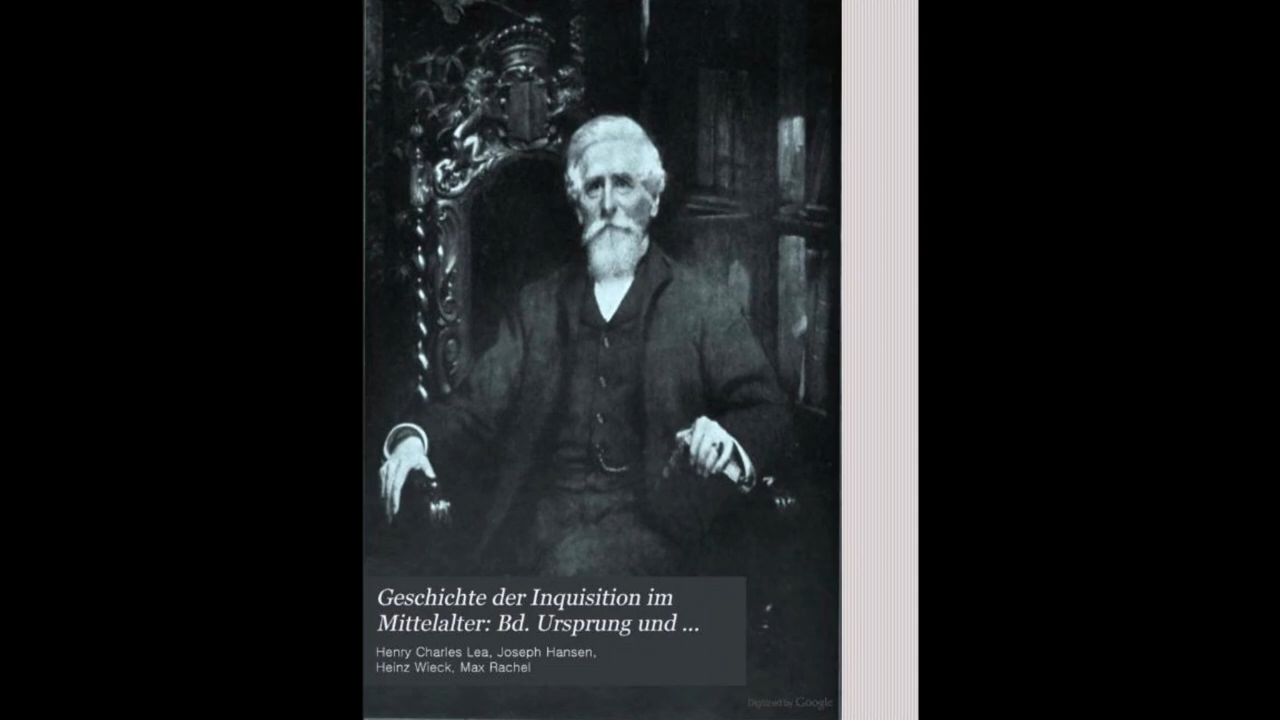 Geschichte der Inquisition im
Mittelalter: Bd. Ursprung und ...
Henry Charles Lea, Joseph Hansen,
Heinz Wieck, Max Rachel
Digitized by Google